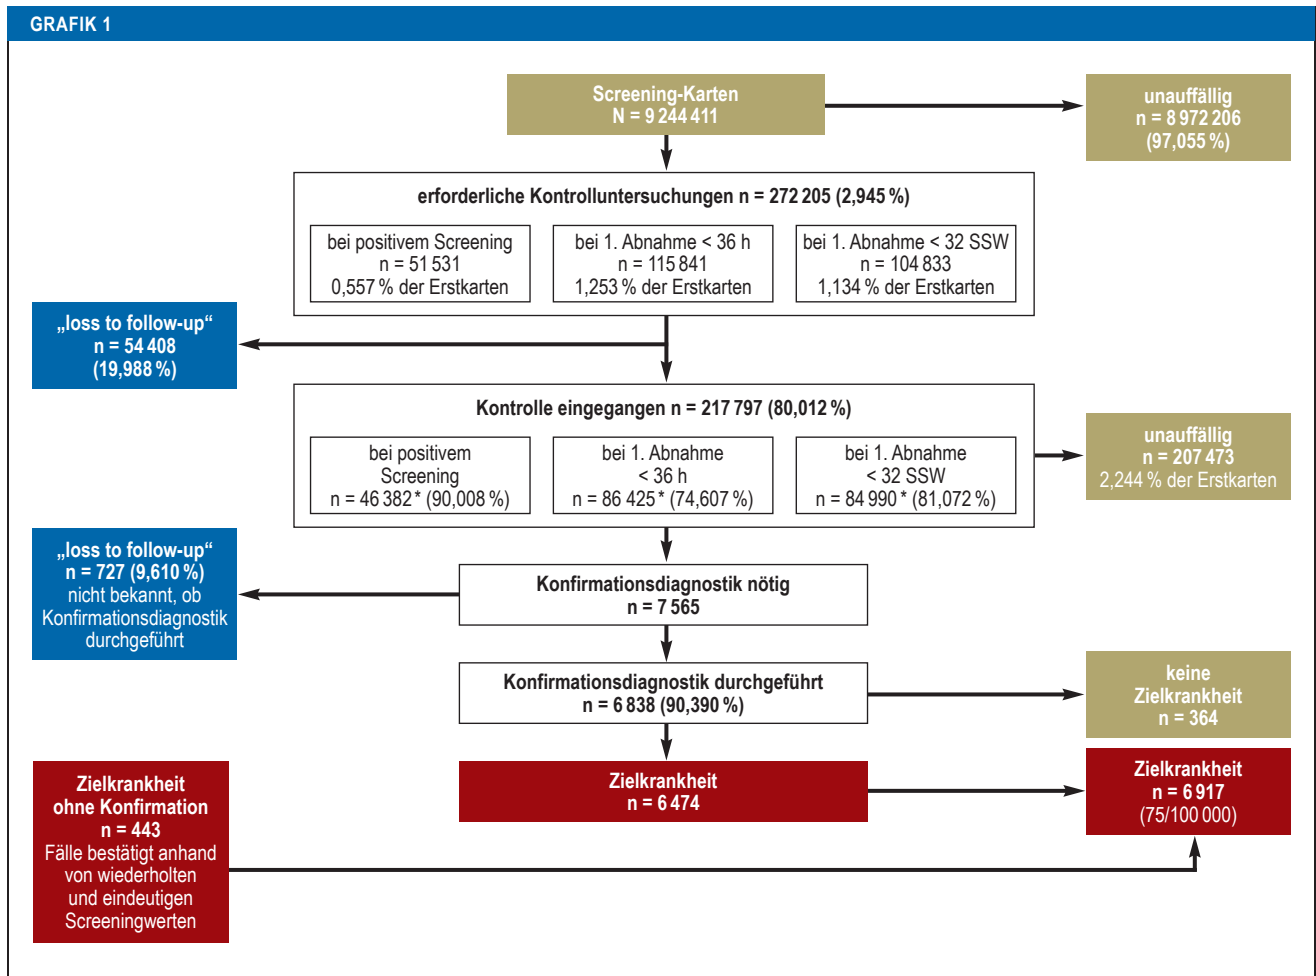 GRAFIK 1
Screening-Karten
N = 9 244 411
unauffällig
n = 8 972 206
(97,055 %)
erforderliche Kontrolluntersuchungen n = 272 205 (2,945 %)
bei positivem Screening
n = 51 531
0,557 % der Erstkarten
bei 1. Abnahme < 36 h
n = 115 841
1,253 % der Erstkarten
bei 1. Abnahme < 32 SSW
n = 104 833
1,134 % der Erstkarten
„loss to follow-up“
n = 54 408
(19,988 %)
Kontrolle eingegangen n = 217 797 (80,012 %)
bei positivem
Screening
n = 46 382 * (90,008 %)
bei 1. Abnahme
< 36 h
n = 86 425 * (74,607 %)
bei 1. Abnahme
< 32 SSW
n = 84 990 * (81,072 %)
unauffällig
n = 207 473
2,244 % der Erstkarten
„loss to follow-up“
n = 727 (9,610 %)
nicht bekannt, ob
Konfirmationsdiagnostik
durchgeführt
Konfirmationsdiagnostik nötig
n = 7 565
Konfirmationsdiagnostik durchgeführt
n = 6 838 (90,390 %)
keine
Zielkrankheit
n = 364
Zielkrankheit
ohne Konfirmation
n = 443
Fälle bestätigt anhand
von wiederholten
und eindeutigen
Screeningwerten
Zielkrankheit
n = 6 474
Zielkrankheit
n = 6 917
(75/100 000)